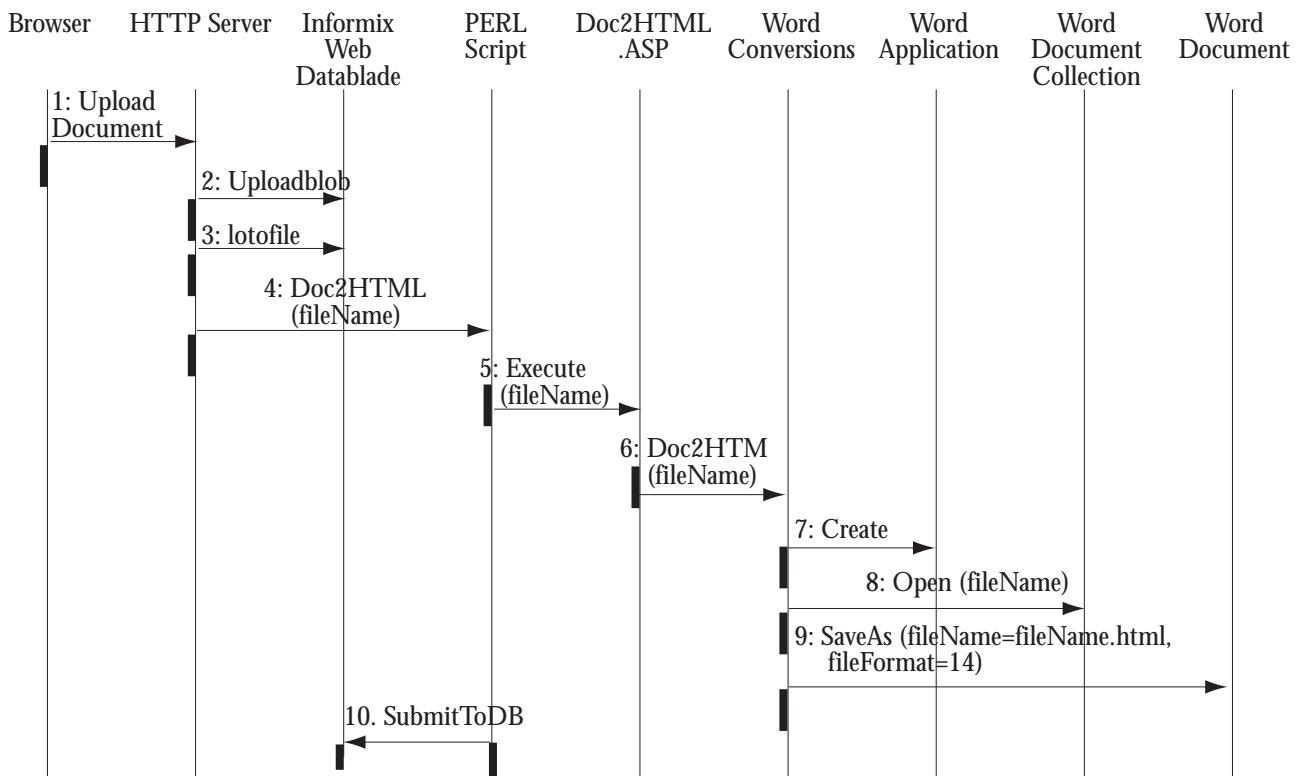 Browser
HTTP Server
Informix
Web
Datablade
PERL
Script
Doc2HTML
.ASP
Word
Conversions
Word
Application
Word
Document
Collection
Word
Document
1: Upload
Document
2: Uploadblob
3: lotofile
4: Doc2HTML
(fileName)
5: Execute
(fileName)
6: Doc2HTM
(fileName)
7: Create
8: Open (fileName)
9: SaveAs (fileName=fileName.html,
fileFormat=14)
10. SubmitToDB